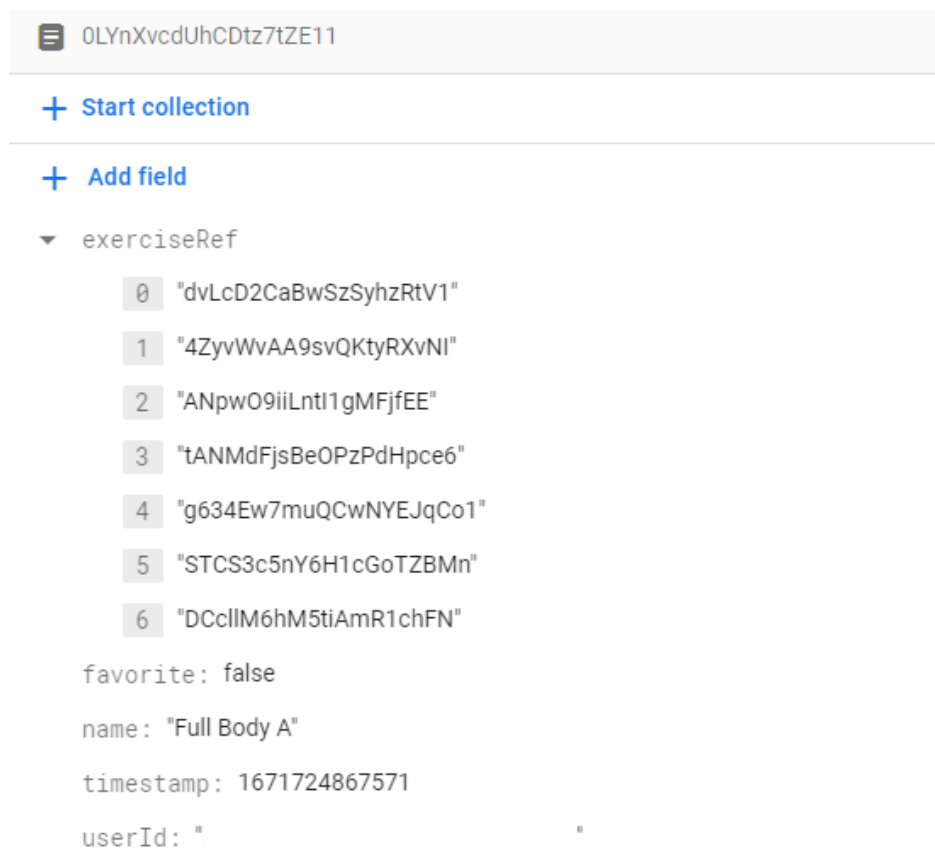 0LYnXvcdUhCDtz7tZE11
+ Start collection
+ Add field
exerciseRef
0 "dvLcD2CaBwSzSyhzRtV1"
1 "4ZyvWvAA9svQKtyRXvNI"
2 "ANpwO9iiLntI1gMFjfEE"
3 "tANMdFjsBeOPzPdHpce6"
4 "g634Ew7muQCwNYEJqCo1"
5 "STCS3c5nY6H1cGoTZBMn"
6 "DCcllM6hM5tiAmR1chFN"
favorite: false
name: "Full Body A"
timestamp: 1671724867571
userId: " "